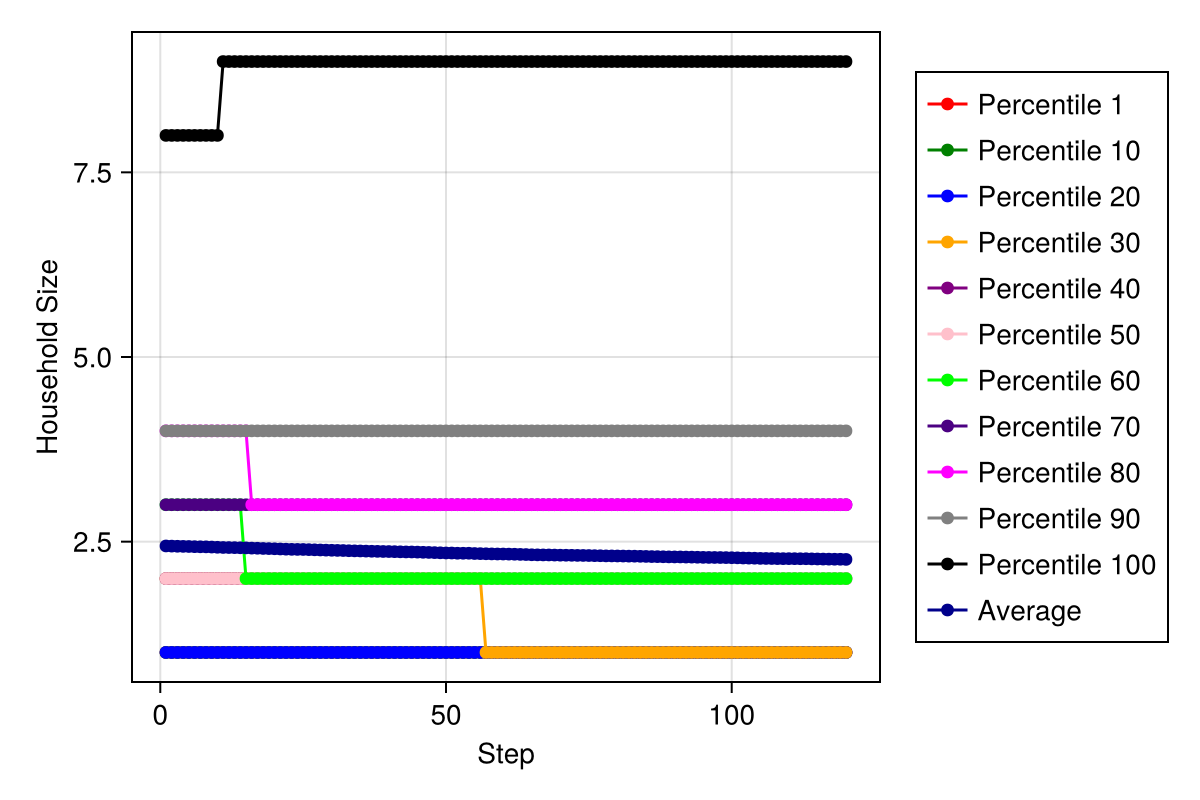 7.5
5.0
2.5
Household Size
0
50
100
Step
Percentile 1
Percentile 10
Percentile 20
Percentile 30
Percentile 40
Percentile 50
Percentile 60
Percentile 70
Percentile 80
Percentile 90
Percentile 100
Average